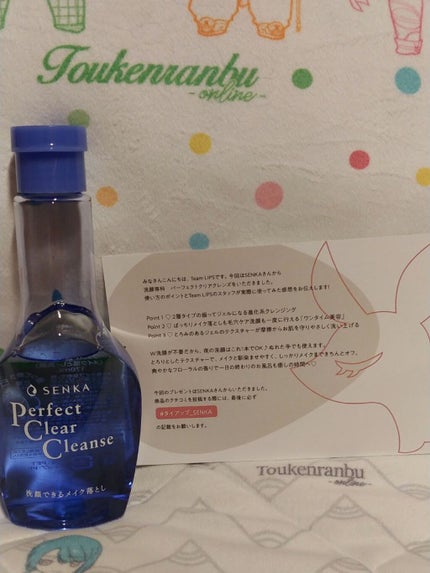 Toukenranbu
-online-
みなさんこんにちは、Team LIPSです。今回はSENKAさんから
洗顔専科 パーフェクトクリアクレンズをいただきました。
使い方のポイントとTeam LIPSのスタッフが実際に使ってみた感想をお伝えします!
Point 1 ♡ 2層タイプの振ってジェルになる進化系クレンジング
Point 2 ♡ ばっちりメイク落としも毛穴ケア洗顔も一度に行える「ワンタイム美容」
Point 3 ♡ とろみのあるジェルのテクスチャーが摩擦からお肌を守りやさしく洗い上げる
W洗顔が不要だから、夜の洗顔はこれ1本でOK♪ぬれた手でも使えます。
とろりとしたテクスチャーで、メイクと馴染ませやすく、しっかりメイクまできちんとオフ。
爽やかなフローラルの香りで一日の終わりのお風呂も癒しの時間へ♡
今回のプレゼントはSENKAさんからいただきました。
商品のクチコミを投稿する際には、最後に必ず
#タイアップ_SENKA
の記載をお願いします。
SENKA
Perfect
Clear
Cleanse
洗顔できるメイク落とし
Toukenranbu
-online-